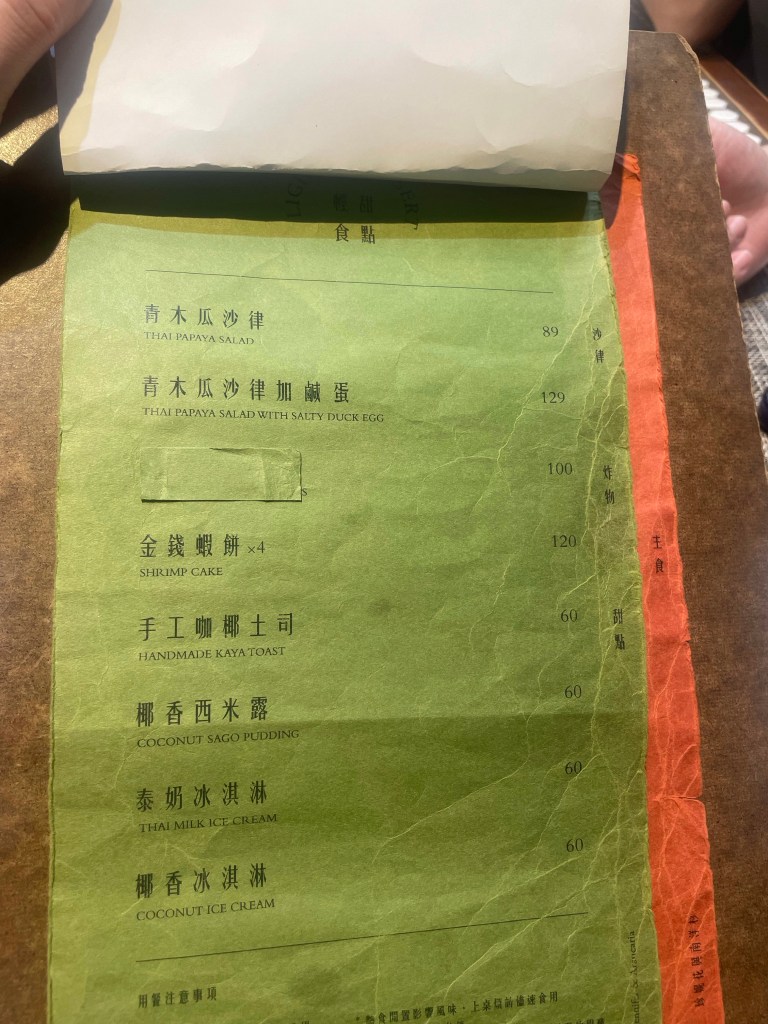 輕 甜
食 點
青木瓜沙律
THAI PAPAYA SALAD
89
沙律
青木瓜沙律加鹹蛋
THAI PAPAYA SALAD WITH SALTY DUCK EGG
129
s
100
炸物
金錢蝦餅 ×4
SHRIMP CAKE
120
主食
手工咖椰土司
HANDMADE KAYA TOAST
60
甜點
椰香西米露
COCONUT SAGO PUDDING
60
泰奶冰淇淋
THAI MILK ICE CREAM
60
椰香冰淇淋
COCONUT ICE CREAM
60
用餐注意事項